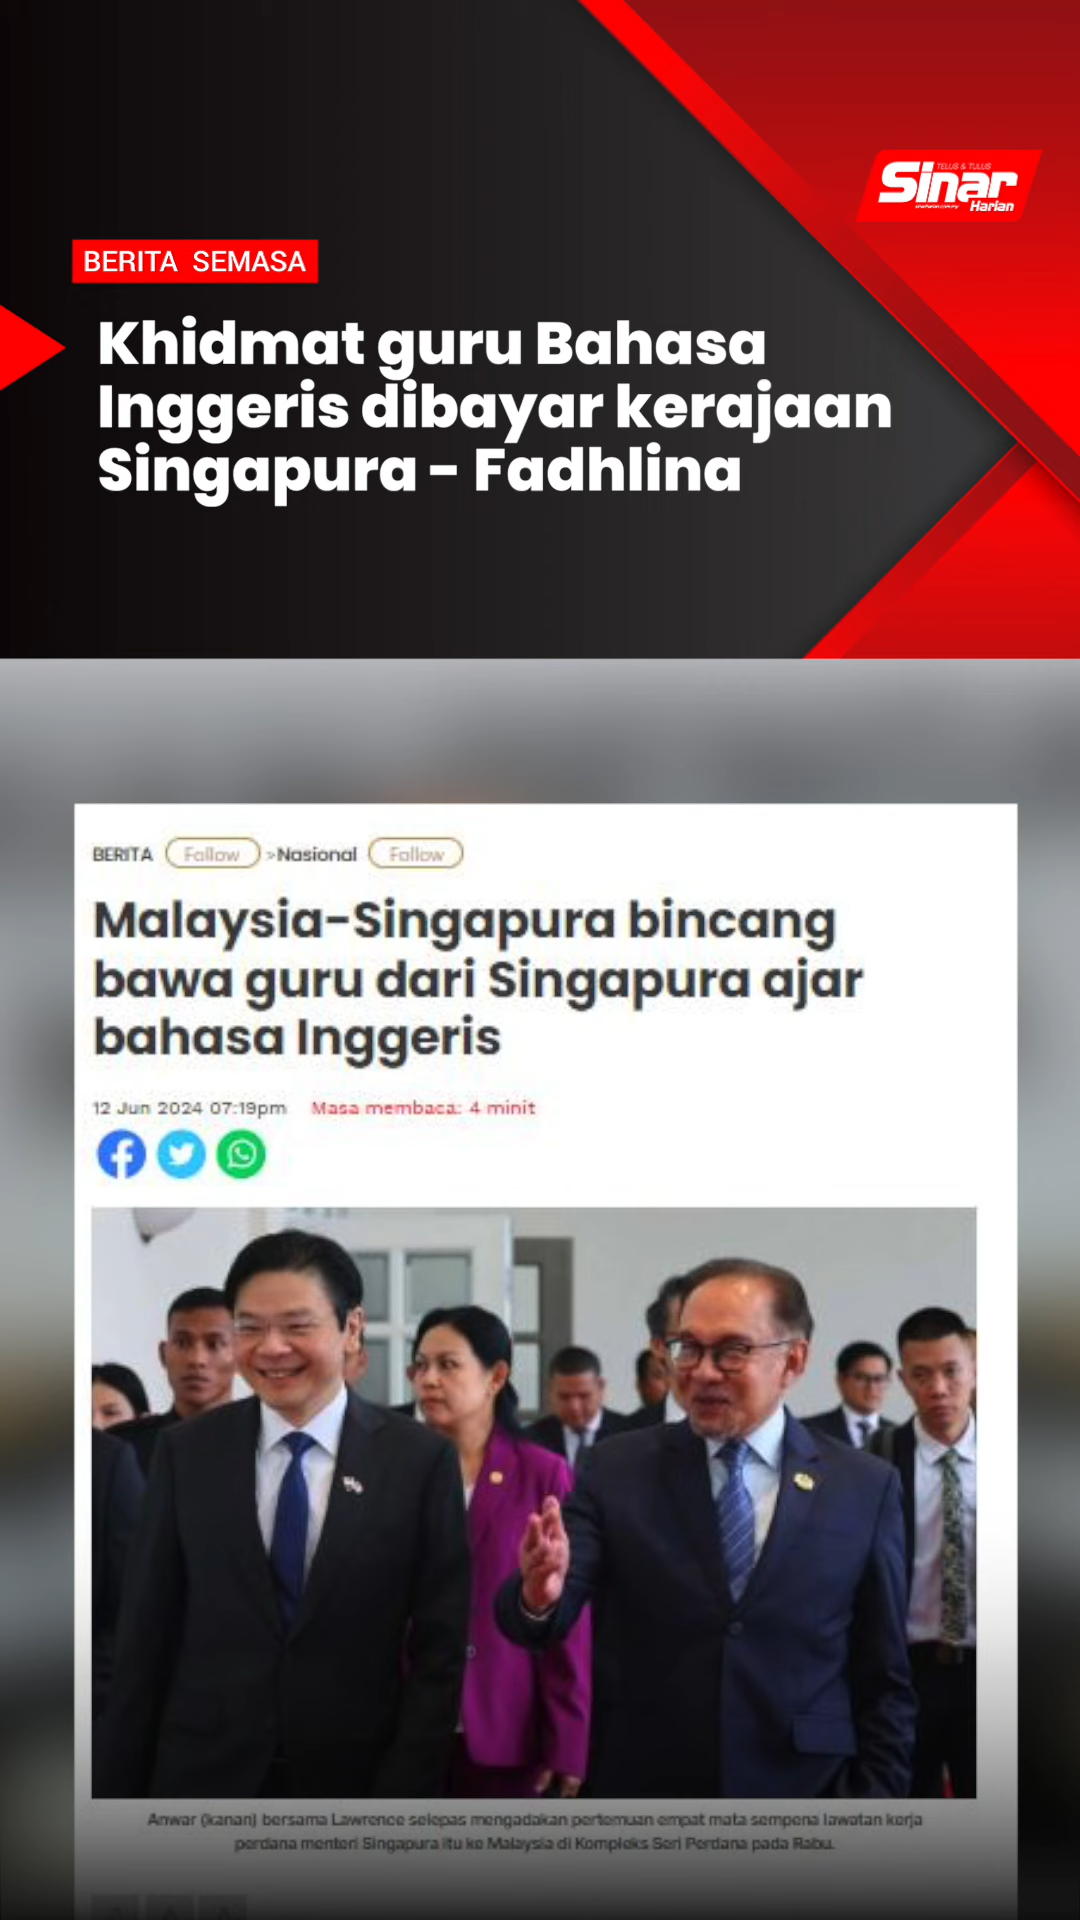 TELUS & TULUS
Sinar
Harian
BERITA SEMASA
Khidmat guru Bahasa
Inggeris dibayar kerajaan
Singapura - Fadhlina
BERITA Follow >Nasional Follow
Malaysia-Singapura bincang
bawa guru dari Singapura ajar
bahasa Inggeris
12 Jun 2024 07:19pm Masa membaca: 4 minit
Anwar (kanan) bersama Lawrence selepas mengadakan pertemuan empat mata sempena lawatan kerja
perdana menteri Singapura itu ke Malaysia di Kompleks Seri Perdana pada Rabu.